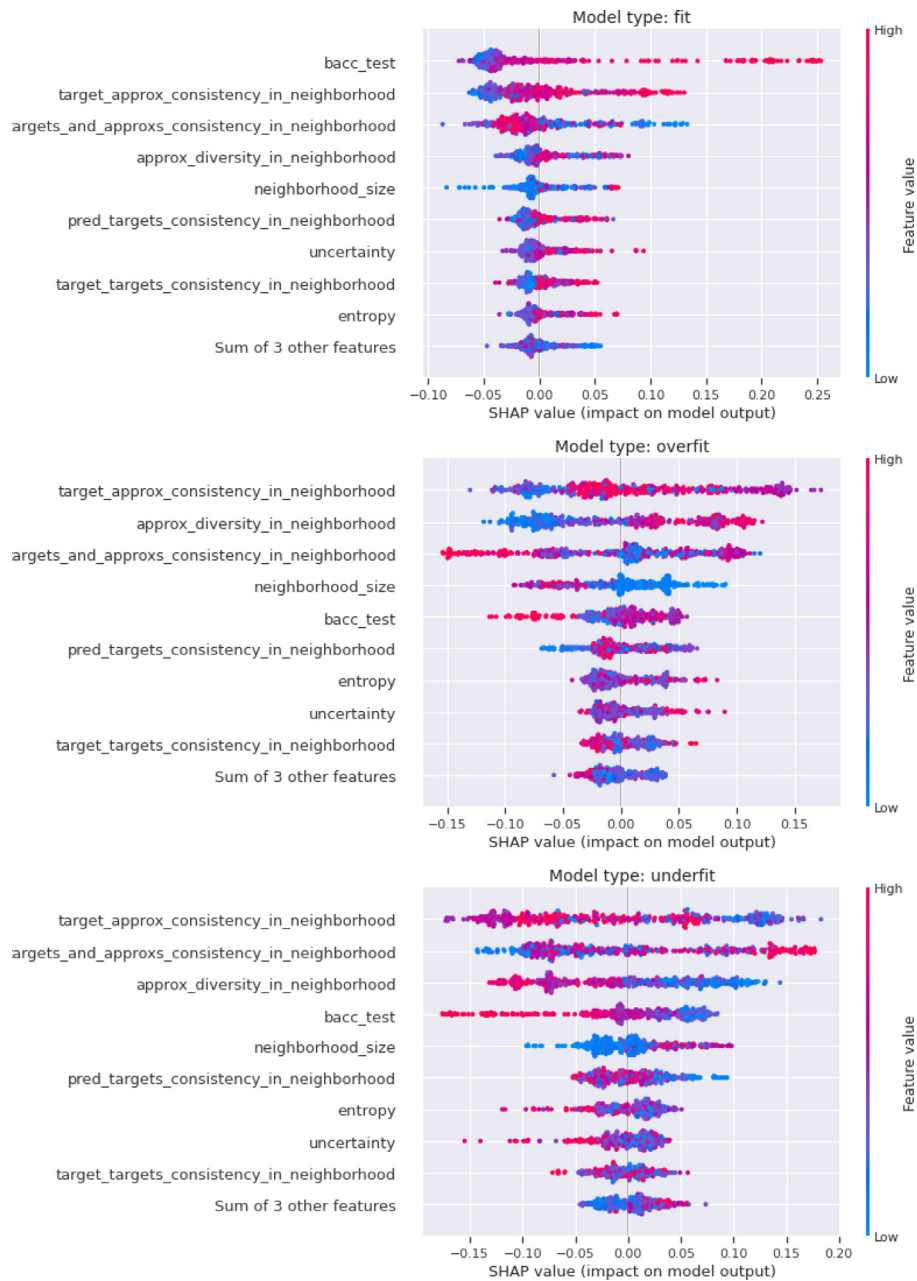 Model type: fit
High
bacc_test
target_approx_consistency_in_neighborhood
argets_and_approxs_consistency_in_neighborhood
approx_diversity_in_neighborhood
neighborhood_size
pred_targets_consistency_in_neighborhood
uncertainty
target_targets_consistency_in_neighborhood
entropy
Sum of 3 other features
Feature value
Low
−0.10 −0.05 0.00 0.05 0.10 0.15 0.20 0.25
SHAP value (impact on model output)
Model type: overfit
High
target_approx_consistency_in_neighborhood
approx_diversity_in_neighborhood
argets_and_approxs_consistency_in_neighborhood
neighborhood_size
bacc_test
pred_targets_consistency_in_neighborhood
entropy
uncertainty
target_targets_consistency_in_neighborhood
Sum of 3 other features
Feature value
Low
−0.15 −0.10 −0.05 0.00 0.05 0.10 0.15
SHAP value (impact on model output)
Model type: underfit
High
target_approx_consistency_in_neighborhood
argets_and_approxs_consistency_in_neighborhood
approx_diversity_in_neighborhood
bacc_test
neighborhood_size
pred_targets_consistency_in_neighborhood
entropy
uncertainty
target_targets_consistency_in_neighborhood
Sum of 3 other features
Feature value
Low
−0.15 −0.10 −0.05 0.00 0.05 0.10 0.15 0.20
SHAP value (impact on model output)